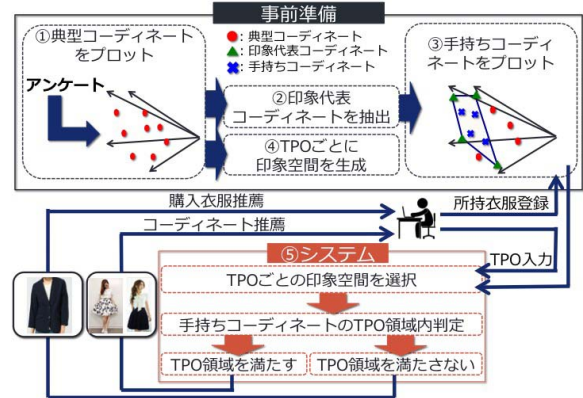 事前準備
①典型コーディネート
をプロット
●: 典型コーディネート
▲: 印象代表コーディネート
✖: 手持ちコーディネート
③手持ちコーディ
ネートをプロット
アンケート
②印象代表
コーディネートを抽出
④TPOごとに
印象空間を生成
購入衣服推薦
コーディネート推薦
所持衣服登録
TPO入力
⑤システム
TPOごとの印象空間を選択
手持ちコーディネートのTPO領域内判定
TPO領域を満たす
TPO領域を満たさない